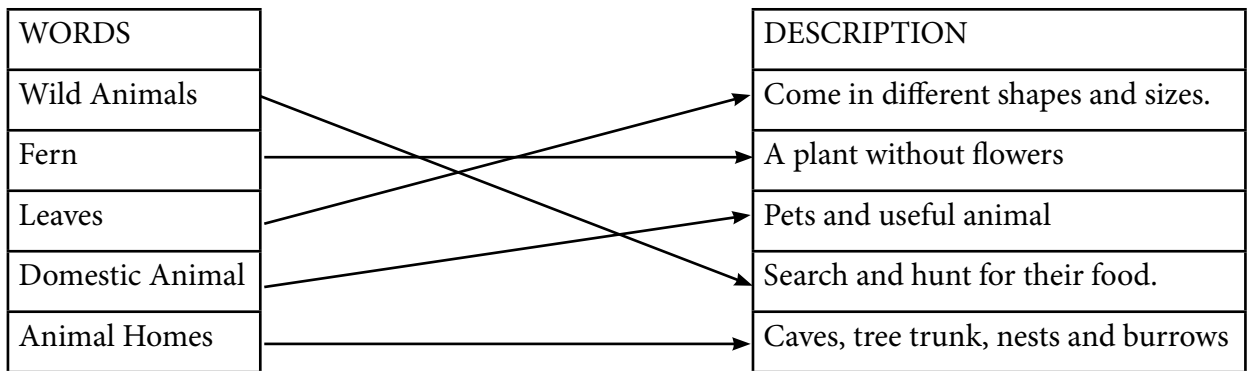 WORDS
Wild Animals
Fern
Leaves
Domestic Animal
Animal Homes
DESCRIPTION
Come in different shapes and sizes.
A plant without flowers
Pets and useful animal
Search and hunt for their food.
Caves, tree trunk, nests and burrows